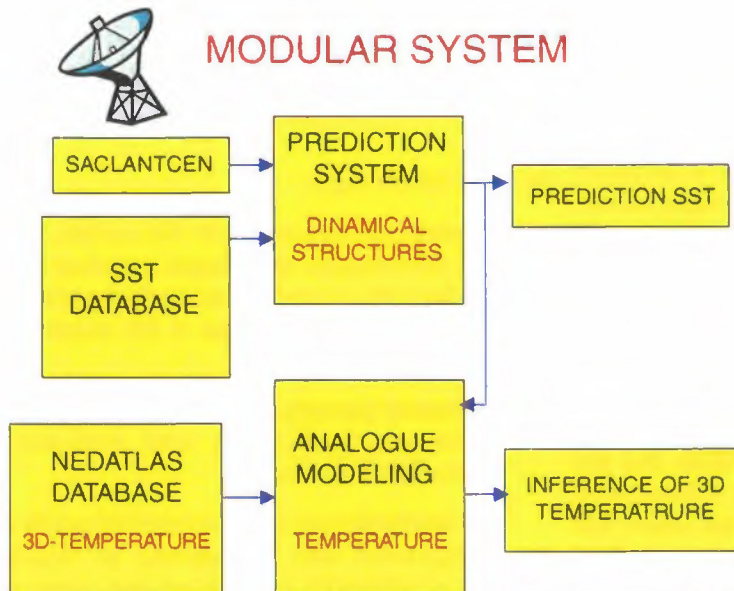 MODULAR SYSTEM
SACLANTCEN
PREDICTION
SYSTEM
DINAMICAL
STRUCTURES
PREDICTION SST
SST
DATABASE
NEDATLAS
DATABASE
3D-TEMPERATURE
ANALOGUE
MODELING
TEMPERATURE
INFERENCE OF 3D
TEMPERATRURE